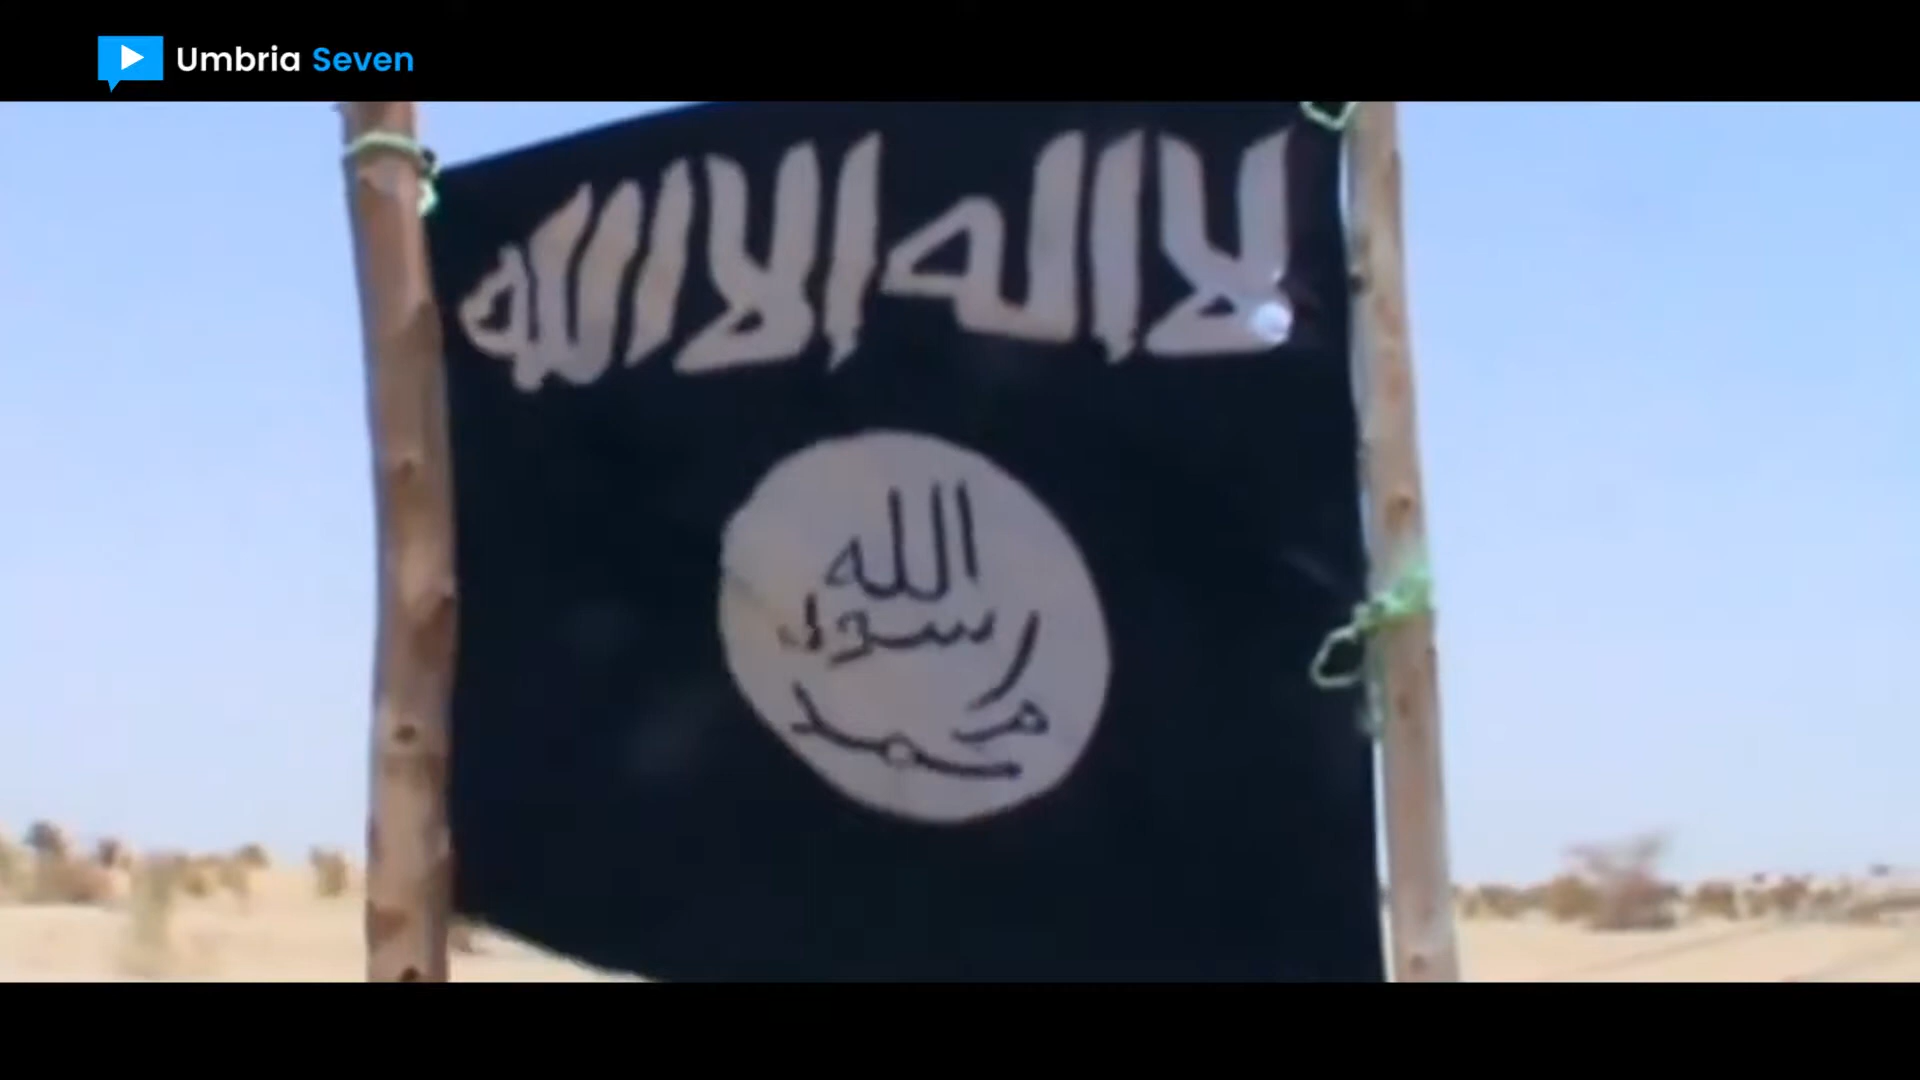 Umbria Seven
لا اله الا الله
الله
رسول
محمد